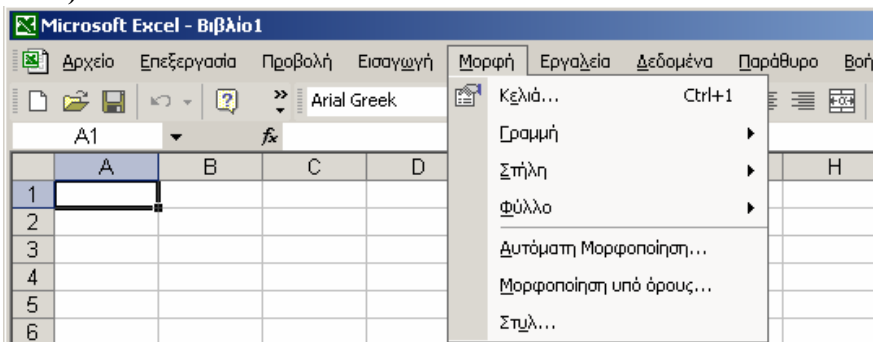 Microsoft Excel - Βιβλίο1
Αρχείο Επεξεργασία Προβολή Εισαγωγή Μορφή Εργαλεία Δεδομένα Παράθυρο Βοή
Arial Greek
A1 fx
A B C D H
1
2
3
4
5
6
Κελιά... Ctrl+1
Γραμμή
Στήλη
Φύλλο
Αυτόματη Μορφοποίηση...
Μορφοποίηση υπό όρους...
Στυλ...